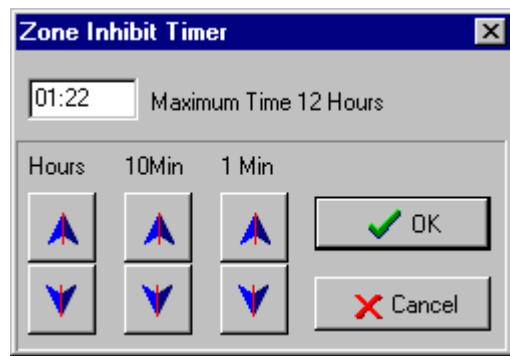 Zone Inhibit Timer
01:22 Maximum Time 12 Hours
Hours 10Min 1 Min
OK
Cancel